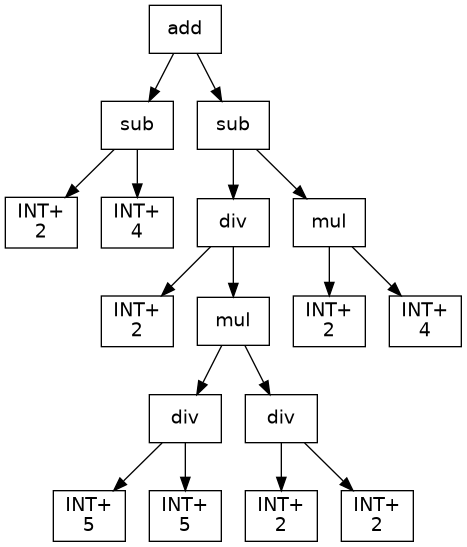 add
sub
sub
INT+
2
INT+
4
div
mul
INT+
2
mul
INT+
2
INT+
4
div
div
INT+
5
INT+
5
INT+
2
INT+
2